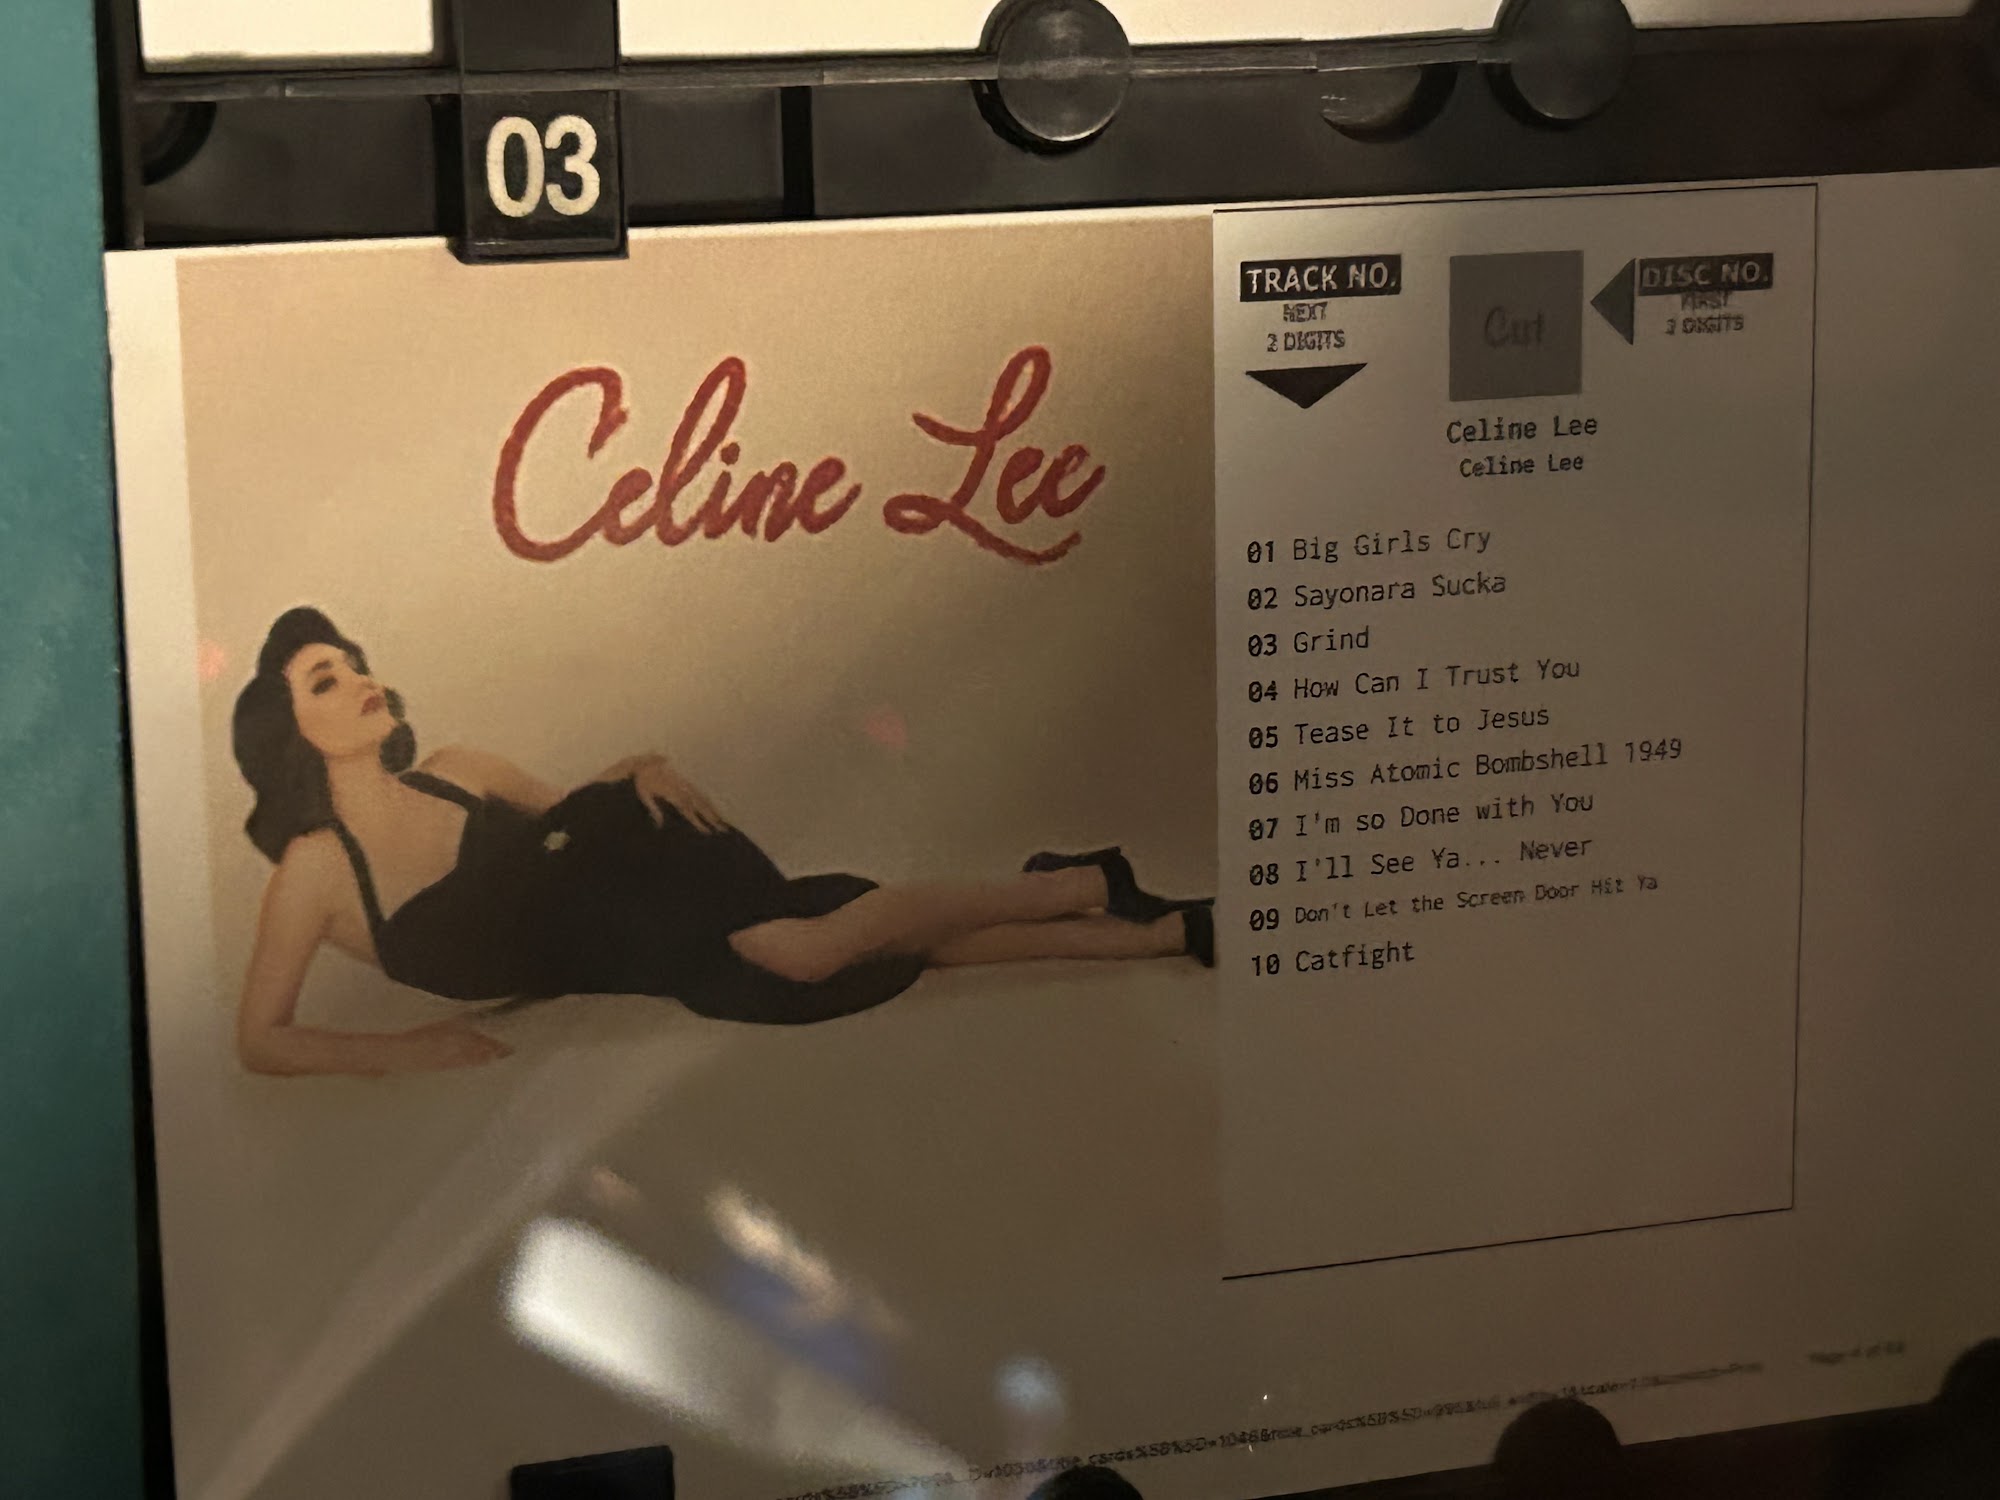 03
Celine Lee
TRACK NO.
NEXT
2 DIGITS
Cut
DISC NO.
FIRST
2 DIGITS
Celine Lee
Celine Lee
01 Big Girls Cry
02 Sayonara Sucka
03 Grind
04 How Can I Trust You
05 Tease It to Jesus
06 Miss Atomic Bombshell 1949
07 I'm so Done with You
08 I'll See Ya... Never
09 Don't Let the Screen Door Hit Ya
10 Catfight